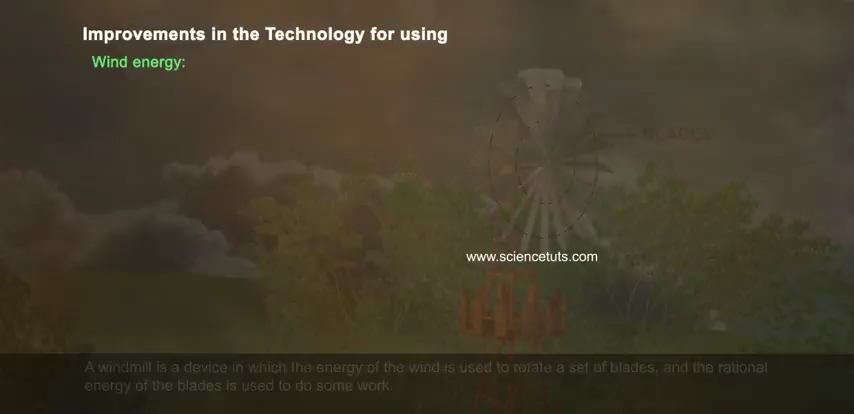 Improvements in the Technology for using
Wind energy:
BLADES
www.sciencetuts.com
A windmill is a device in which the energy of the wind is used to rotate a set of blades, and the rational
energy of the blades is used to do some work.